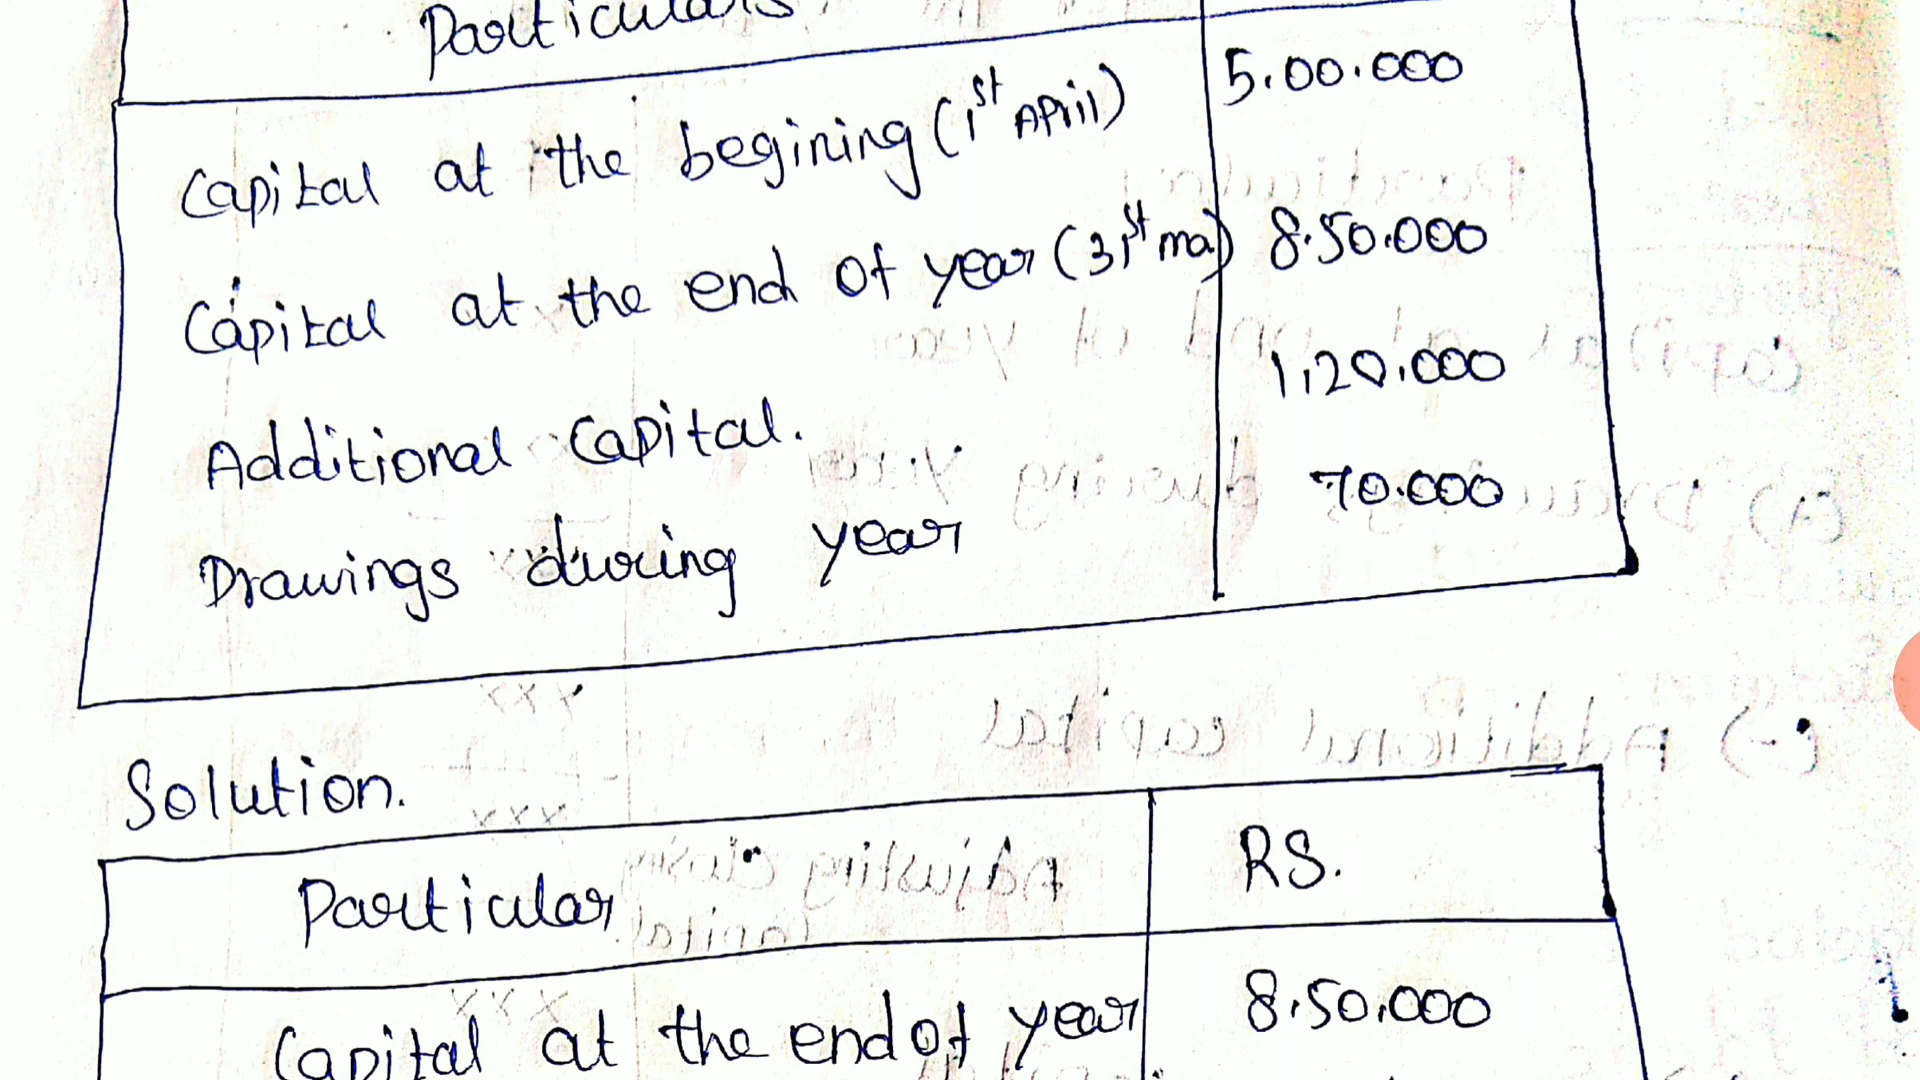 Particulars
Capital at the begining (1st April) 5.00.000
Capital at the end of year (31st ma) 8.50.000
Additional Capital. 1,20,000
Drawings during year 70.000
Solution.
Particular RS.
Capital at the end of year 8,50,000